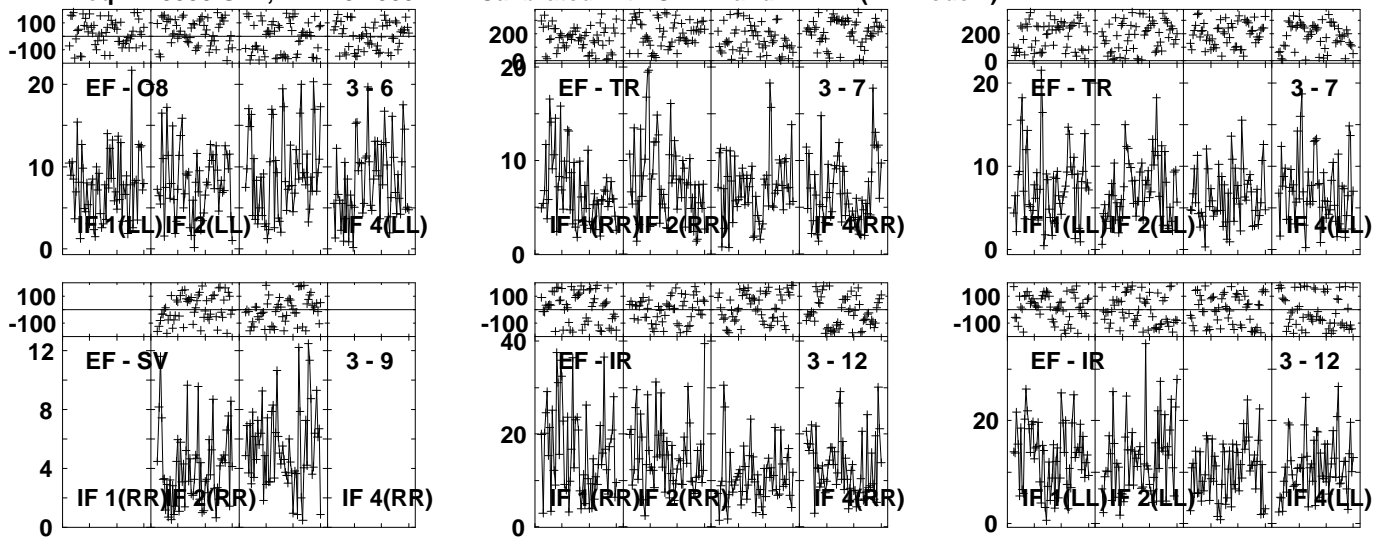 100
-100
20
10
0
EF - O8
3 - 6
IF 1(LL)
IF 2(LL)
IF 4(LL)
200
0
20
10
0
EF - TR
3 - 7
IF 1(RR)
IF 2(RR)
IF 4(RR)
200
0
20
10
0
EF - TR
3 - 7
IF 1(LL)
IF 2(LL)
IF 4(LL)
100
-100
12
8
4
0
EF - SV
3 - 9
IF 1(RR)
IF 2(RR)
IF 4(RR)
100
-100
40
20
0
EF - IR
3 - 12
IF 1(RR)
IF 2(RR)
IF 4(RR)
100
-100
20
0
EF - IR
3 - 12
IF 1(LL)
IF 2(LL)
IF 4(LL)